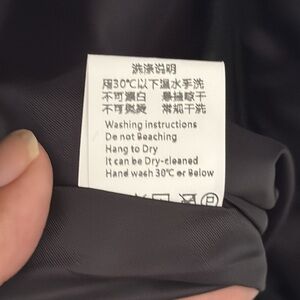 洗涤说明
用30℃以下温水手洗
不可漂白 悬挂晾干
不可熨烫 常规干洗
Washing instructions
Do not Beaching
Hang to Dry
It can be Dry-cleaned
Hand wash 30℃ or Below